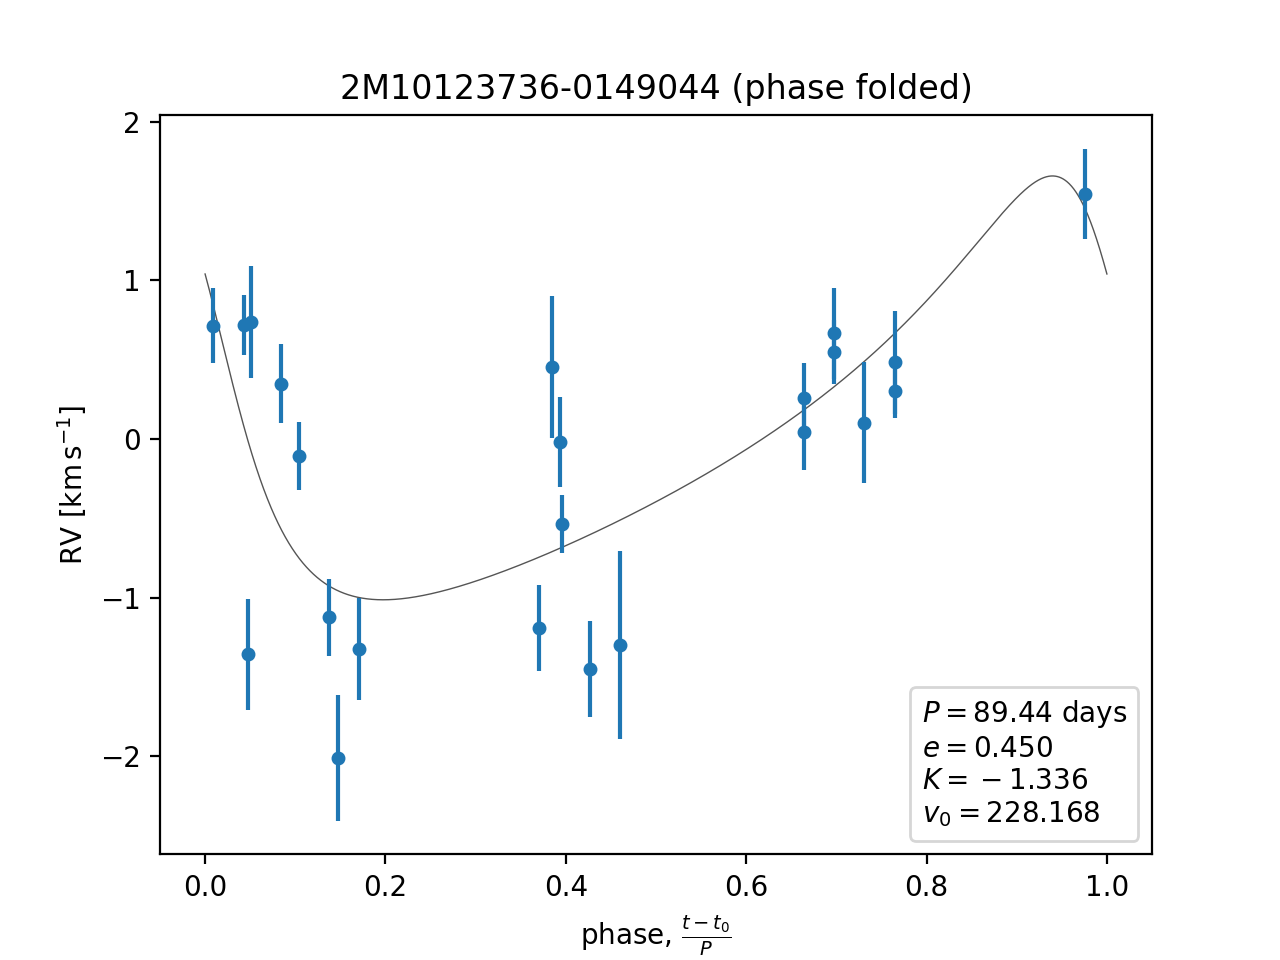 2M10123736-0149044 (phase folded)
2
1
0
−1
−2
RV [km s⁻¹]
P = 89.44 days
e = 0.450
K = −1.336
v₀ = 228.168
0.0 0.2 0.4 0.6 0.8 1.0
phase, (t − t₀)/P